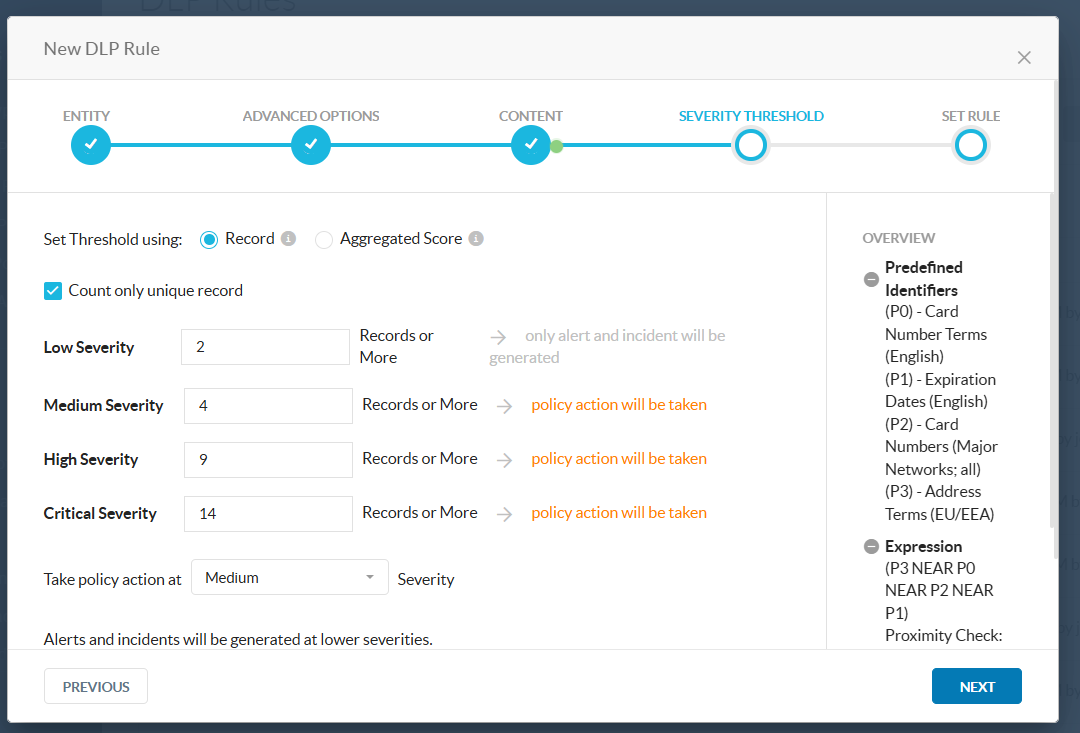 DLP Rules
New DLP Rule
ENTITY
ADVANCED OPTIONS
CONTENT
SEVERITY THRESHOLD
SET RULE
Set Threshold using:
Record
Aggregated Score
Count only unique record
Low Severity
2
Records or
More
only alert and incident will be
generated
Medium Severity
4
Records or More
policy action will be taken
High Severity
9
Records or More
policy action will be taken
Critical Severity
14
Records or More
policy action will be taken
Take policy action at
Medium
Severity
Alerts and incidents will be generated at lower severities.
OVERVIEW
Predefined
Identifiers
(P0) - Card
Number Terms
(English)
(P1) - Expiration
Dates (English)
(P2) - Card
Numbers (Major
Networks; all)
(P3) - Address
Terms (EU/EEA)
Expression
(P3 NEAR P0
NEAR P2 NEAR
P1)
Proximity Check:
PREVIOUS
NEXT